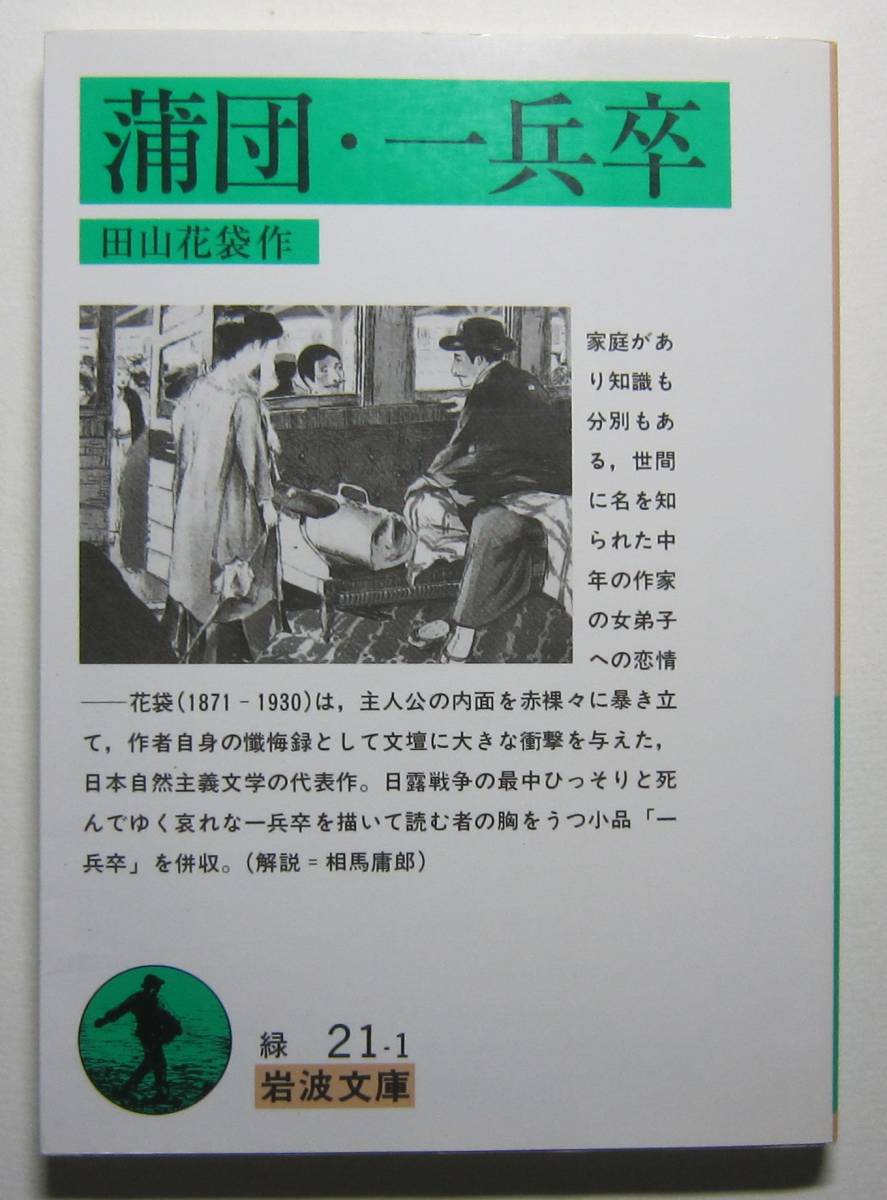 蒲団・一兵卒
田山花袋作
家庭があ
り知識も
分別もあ
る，世間
に名を知
られた中
年の作家
の女弟子
への恋情
――花袋(1871－1930)は，主人公の内面を赤裸々に暴き立
て，作者自身の懺悔録として文壇に大きな衝撃を与えた，
日本自然主義文学の代表作。日露戦争の最中ひっそりと死
んでゆく哀れな一兵卒を描いて読む者の胸をうつ小品「一
兵卒」を併収。(解説＝相馬庸郎)
緑 21-1
岩波文庫